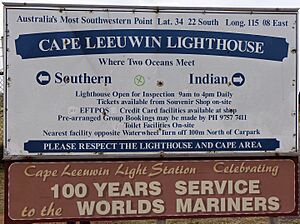 Australia's Most Southwestern Point Lat. 34 22 South Long. 115 08 East
CAPE LEEUWIN LIGHTHOUSE
Where Two Oceans Meet
Southern Indian
Lighthouse Open for Inspection 9am to 4pm Daily
Tickets available from Souvenir Shop on-site
EFTPOS Credit Card facilities available at shop
Pre-arranged Group Bookings may be made by PH 9757 7411
Toilet Facilities On-site
Nearest facility opposite Waterwheel Turn off 100m North of Carpark
PLEASE RESPECT THE LIGHTHOUSE AND CAPE AREA
Cape Leeuwin Light Station Celebrating
100 YEARS SERVICE
to the WORLDS MARINERS